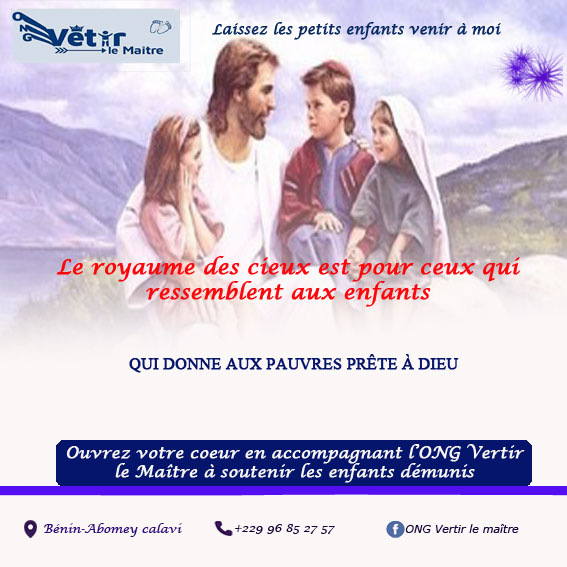 ONG
Vêtir
le Maitre
Laissez les petits enfants venir à moi
Le royaume des cieux est pour ceux qui
ressemblent aux enfants
QUI DONNE AUX PAUVRES PRÊTE À DIEU
Ouvrez votre coeur en accompagnant l'ONG Vertir
le Maître à soutenir les enfants démunis
Bénin-Abomey calavi
+229 96 85 27 57
ONG Vertir le maître